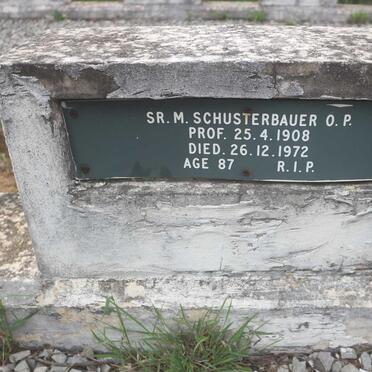 SR. M. SCHUSTERBAUER O.P.
PROF. 25.4.1908
DIED. 26.12.1972
AGE 87 R.I.P.